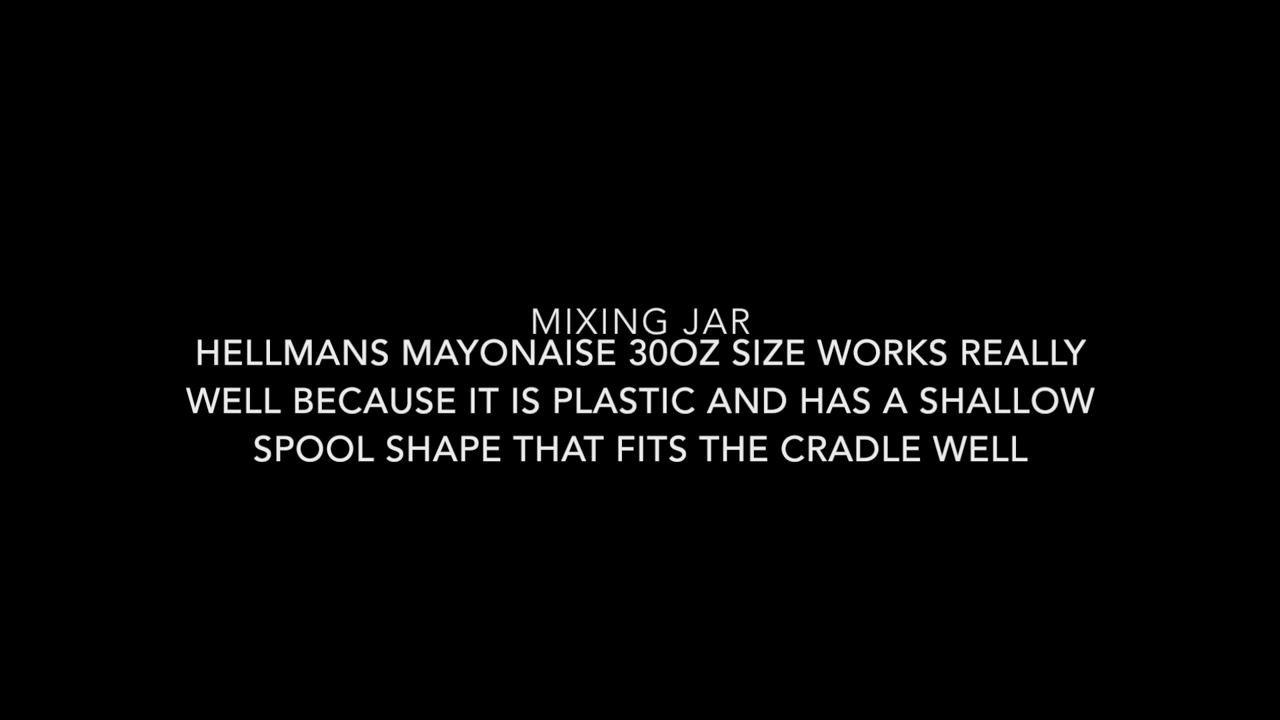 MIXING JAR
HELLMANS MAYONAISE 30OZ SIZE WORKS REALLY
WELL BECAUSE IT IS PLASTIC AND HAS A SHALLOW
SPOOL SHAPE THAT FITS THE CRADLE WELL